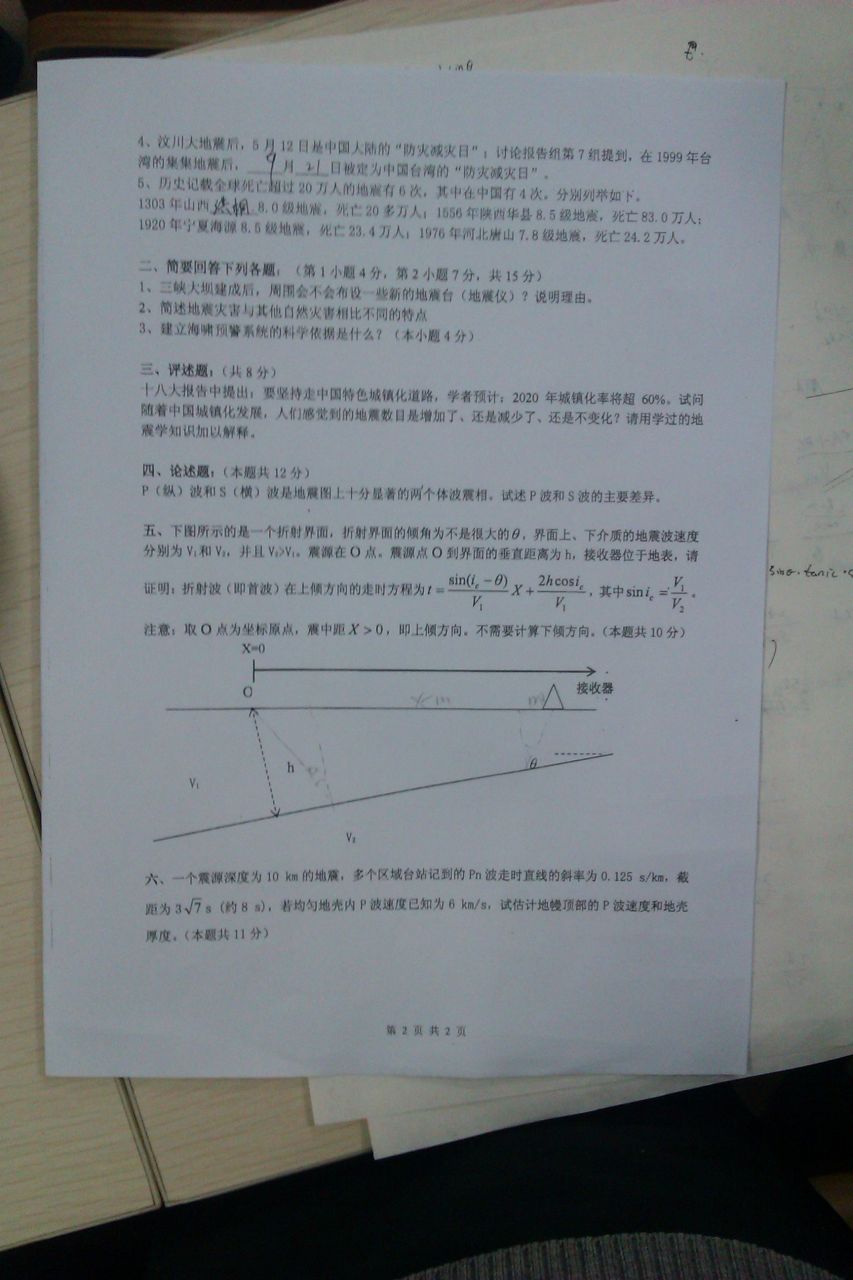 sinθ
4、汶川大地震后，5月12日是中国大陆的“防灾减灾日”；讨论报告组第7组提到，在1999年台
湾的集集地震后，9月21日被定为中国台湾的“防灾减灾日”。
5、历史记载全球死亡超过20万人的地震有6次，其中在中国有4次，分别列举如下。
1303年山西洪桐8.0级地震，死亡20多万人；1556年陕西华县8.5级地震，死亡83.0万人；
1920年宁夏海源8.5级地震，死亡23.4万人；1976年河北唐山7.8级地震，死亡24.2万人。
二、简要回答下列各题：（第1小题4分，第2小题7分，共15分）
1、三峡大坝建成后，周围会不会布设一些新的地震台（地震仪）？说明理由。
2、简述地震灾害与其他自然灾害相比不同的特点
3、建立海啸预警系统的科学依据是什么？（本小题4分）
三、评述题：（共8分）
十八大报告中提出：要坚持走中国特色城镇化道路，学者预计：2020年城镇化率将超60%。试问
随着中国城镇化发展，人们感觉到的地震数目是增加了、还是减少了、还是不变化？请用学过的地
震学知识加以解释。
四、论述题：（本题共12分）
P（纵）波和S（横）波是地震图上十分显著的两个体波震相。试述P波和S波的主要差异。
五、下图所示的是一个折射界面，折射界面的倾角为不是很大的θ，界面上、下介质的地震波速度
分别为V₁和V₂，并且V₂>V₁。震源在O点。震源点O到界面的垂直距离为h，接收器位于地表，请
证明：折射波（即首波）在上倾方向的走时方程为t = sin(i_c − θ)/V₁ X + 2h cos i_c/V₁，其中 sin i_c = V₁/V₂。
注意：取O点为坐标原点，震中距X > 0，即上倾方向。不需要计算下倾方向。（本题共10分）
X=0
O
接收器
h
θ
V₁
V₂
六、一个震源深度为10 km的地震，多个区域台站记到的Pn波走时直线的斜率为0.125 s/km，截
距为3√7 s（约8 s），若均匀地壳内P波速度已知为6 km/s，试估计地幔顶部的P波速度和地壳
厚度。（本题共11分）
第 2 页 共 2 页